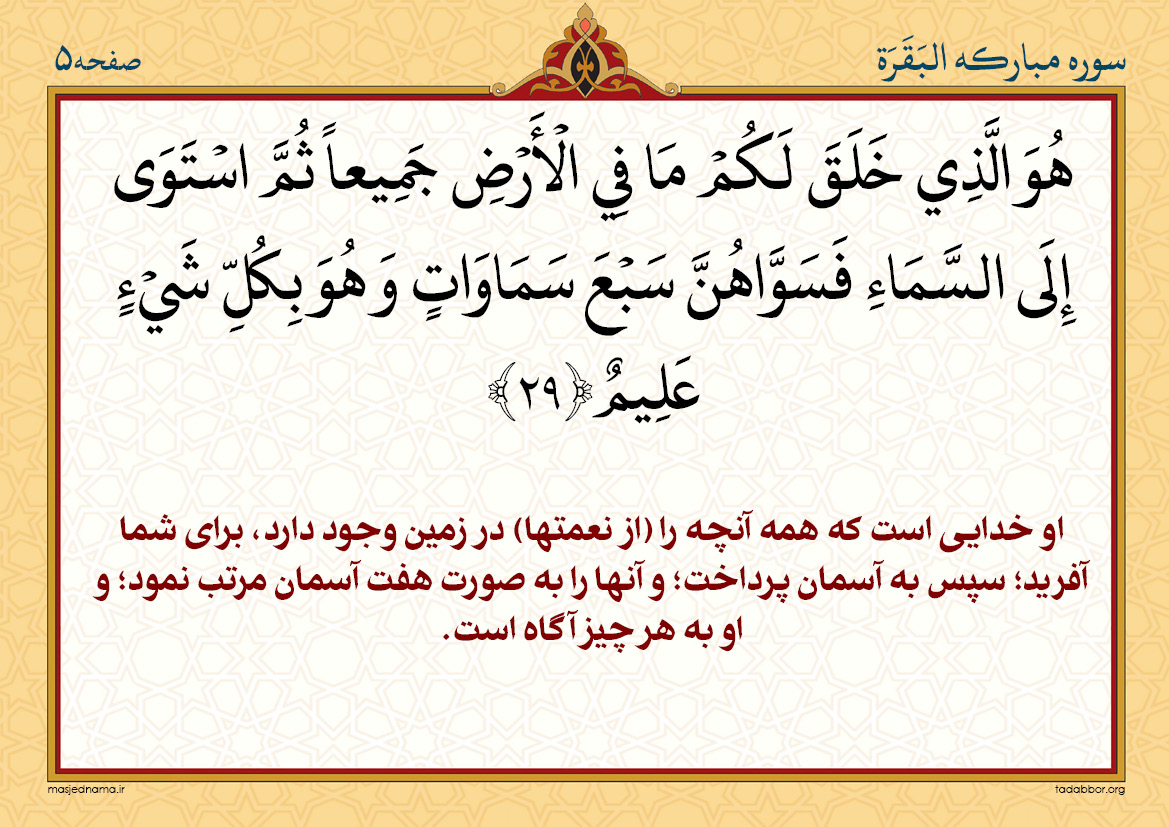 سوره مبارکه البَقَرَة
صفحه۵
هُوَ الَّذِي خَلَقَ لَكُمْ مَا فِي الْأَرْضِ جَمِيعاً ثُمَّ اسْتَوَى
إِلَى السَّمَاءِ فَسَوَّاهُنَّ سَبْعَ سَمَاوَاتٍ وَ هُوَ بِكُلِّ شَيْءٍ
عَلِيمٌ ﴿۲۹﴾
او خدایی است که همه آنچه را (از نعمتها) در زمین وجود دارد، برای شما
آفرید؛ سپس به آسمان پرداخت؛ و آنها را به صورت هفت آسمان مرتب نمود؛ و
او به هر چیز آگاه است.
masjednama.ir
tadabbor.org